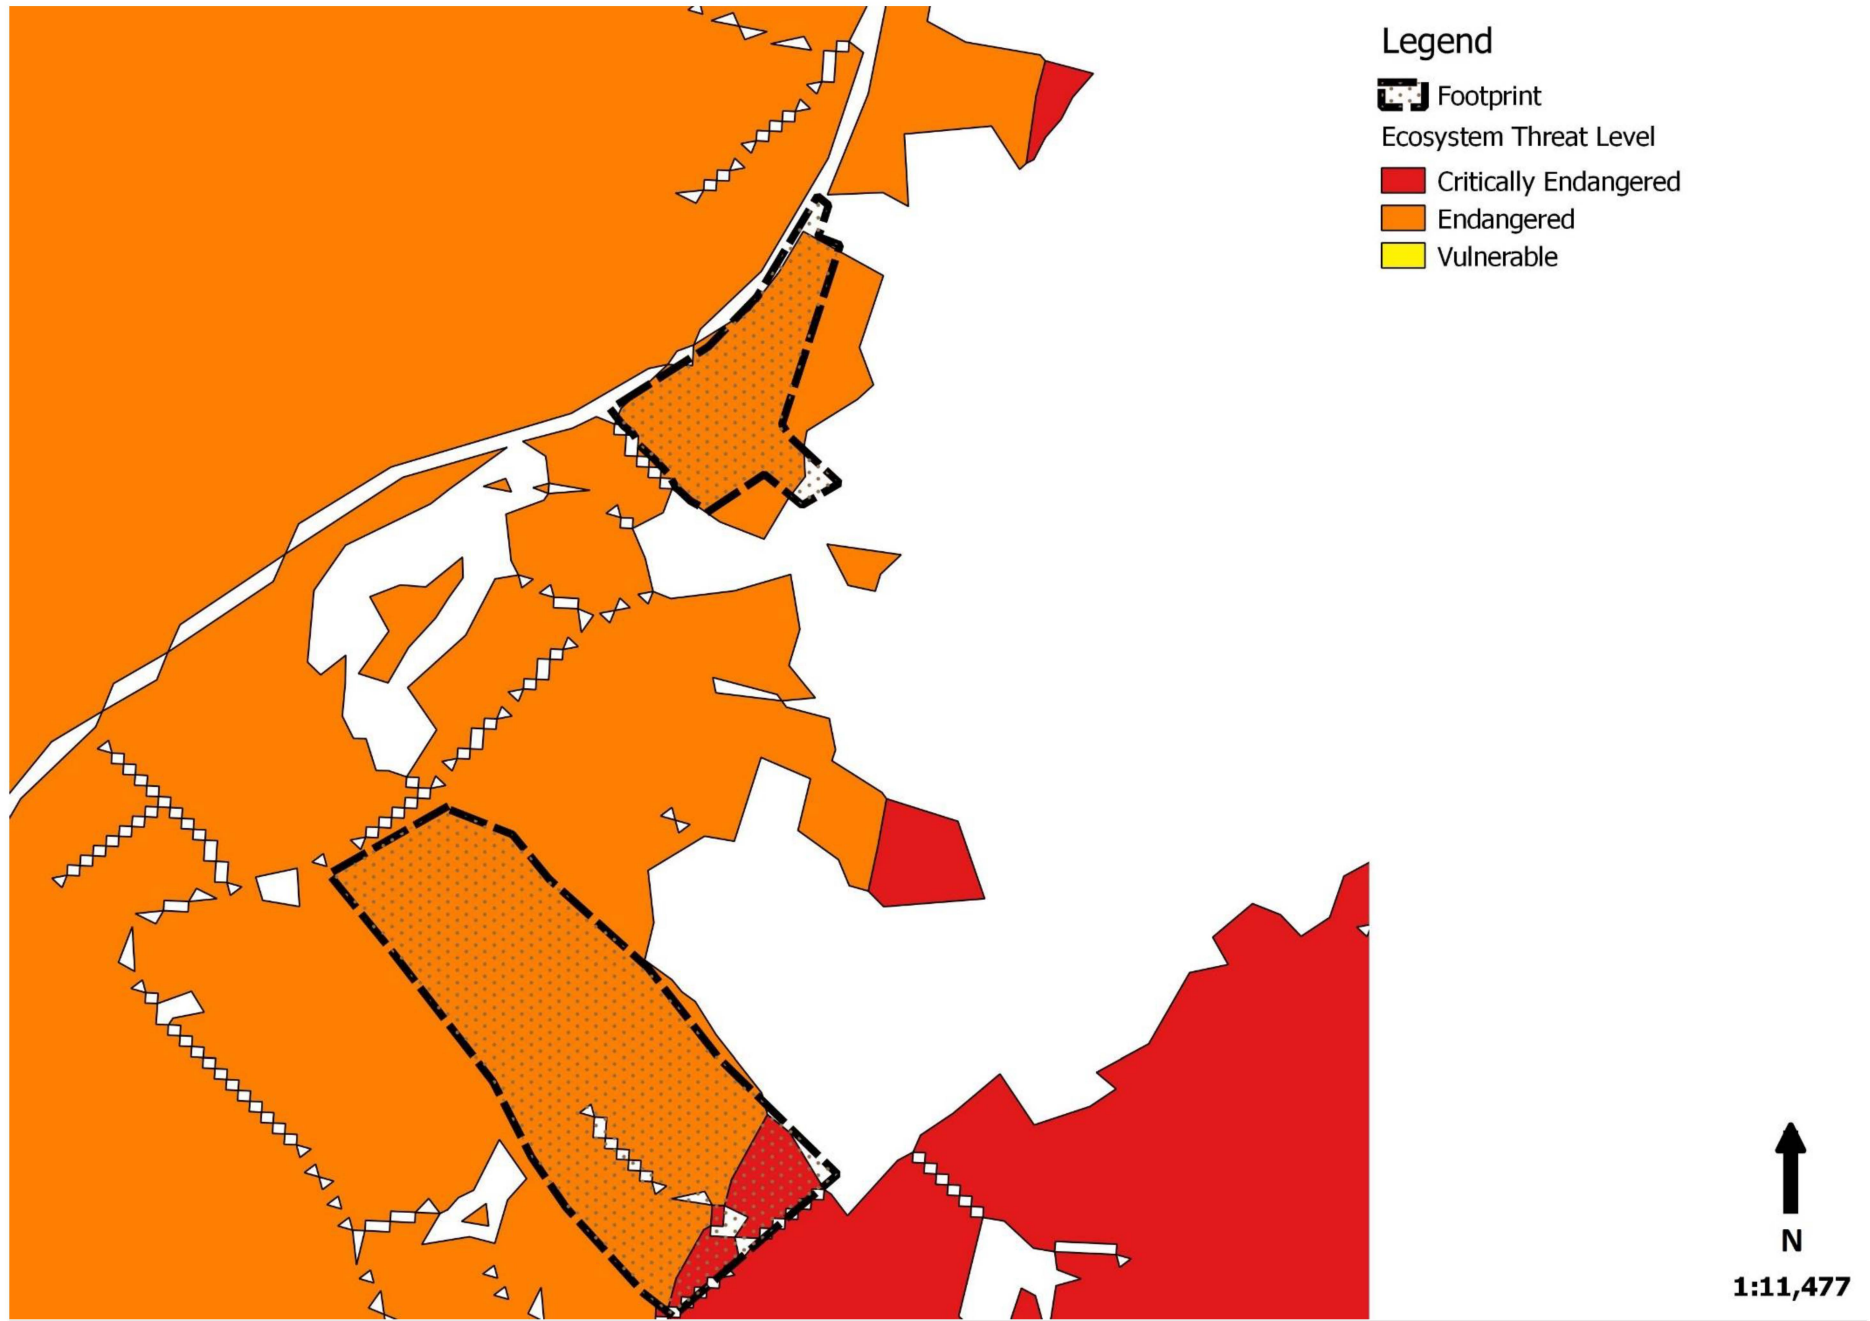 Legend
Footprint
Ecosystem Threat Level
Critically Endangered
Endangered
Vulnerable
N
1:11,477